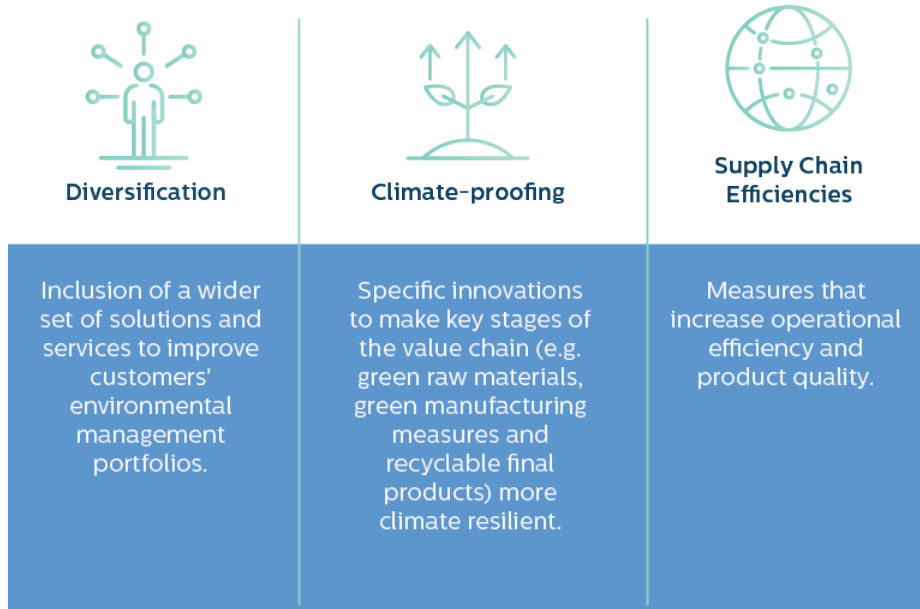 Diversification
Inclusion of a wider
set of solutions and
services to improve
customers'
environmental
management
portfolios.
Climate-proofing
Specific innovations
to make key stages of
the value chain (e.g.
green raw materials,
green manufacturing
measures and
recyclable final
products) more
climate resilient.
Supply Chain
Efficiencies
Measures that
increase operational
efficiency and
product quality.